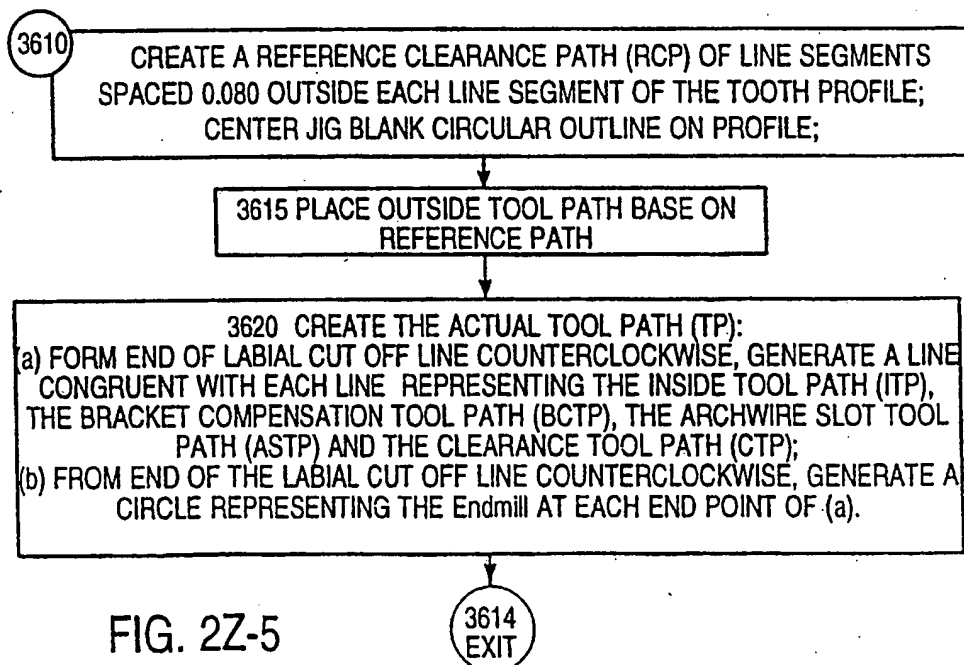 3610
CREATE A REFERENCE CLEARANCE PATH (RCP) OF LINE SEGMENTS
SPACED 0.080 OUTSIDE EACH LINE SEGMENT OF THE TOOTH PROFILE;
CENTER JIG BLANK CIRCULAR OUTLINE ON PROFILE;
3615 PLACE OUTSIDE TOOL PATH BASE ON
REFERENCE PATH
3620 CREATE THE ACTUAL TOOL PATH (TP):
(a) FORM END OF LABIAL CUT OFF LINE COUNTERCLOCKWISE, GENERATE A LINE
CONGRUENT WITH EACH LINE REPRESENTING THE INSIDE TOOL PATH (ITP),
THE BRACKET COMPENSATION TOOL PATH (BCTP), THE ARCHWIRE SLOT TOOL
PATH (ASTP) AND THE CLEARANCE TOOL PATH (CTP);
(b) FROM END OF THE LABIAL CUT OFF LINE COUNTERCLOCKWISE, GENERATE A
CIRCLE REPRESENTING THE Endmill AT EACH END POINT OF (a).
3614
EXIT
FIG. 2Z-5